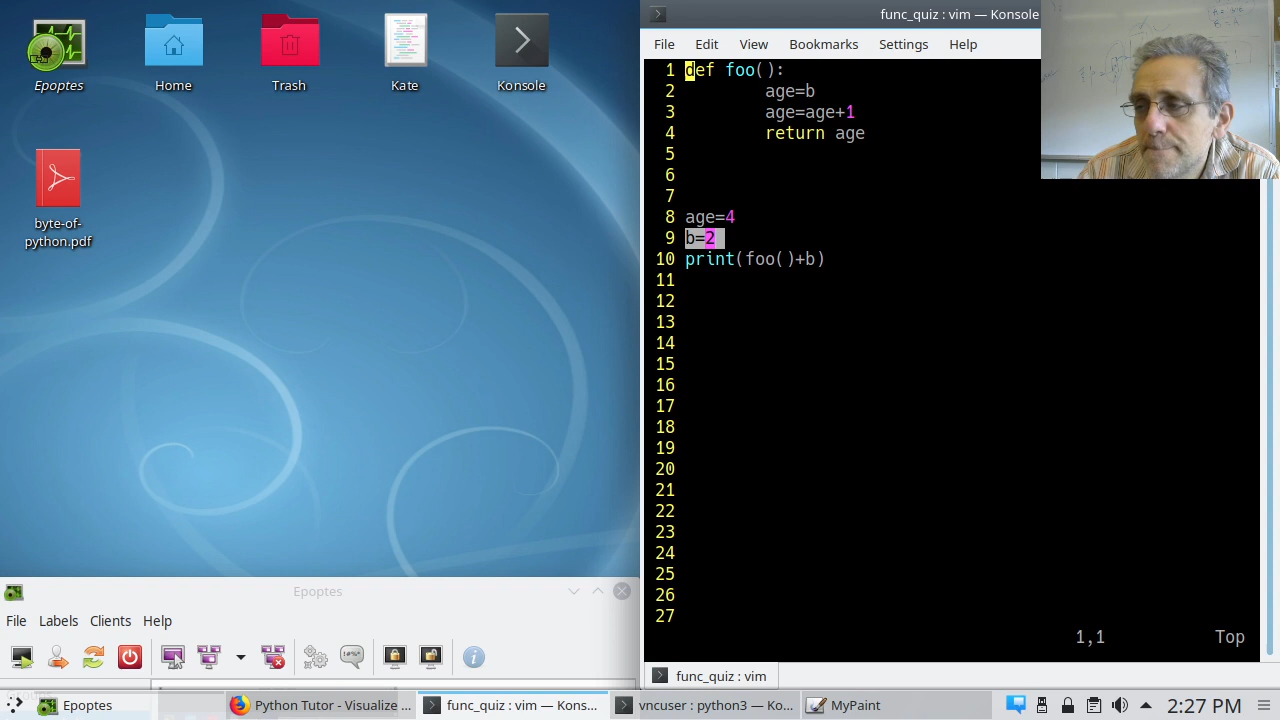 Epoptes
Home
Trash
Kate
Konsole
byte-of-
python.pdf
func_quiz : vim — Konsole
File Edit Settings Help
1 def foo():
2 age=b
3 age=age+1
4 return age
5
6
7
8 age=4
9 b=2
10 print(foo()+b)
11
12
13
14
15
16
17
18
19
20
21
22
23
24
25
26
27
1,1 Top
func_quiz : vim
Epoptes
File Labels Clients Help
Epoptes
Python Tutor - Visualize ...
func_quiz : vim — Kons...
vncuser : python3 — Ko...
MyPaint
2:27 PM